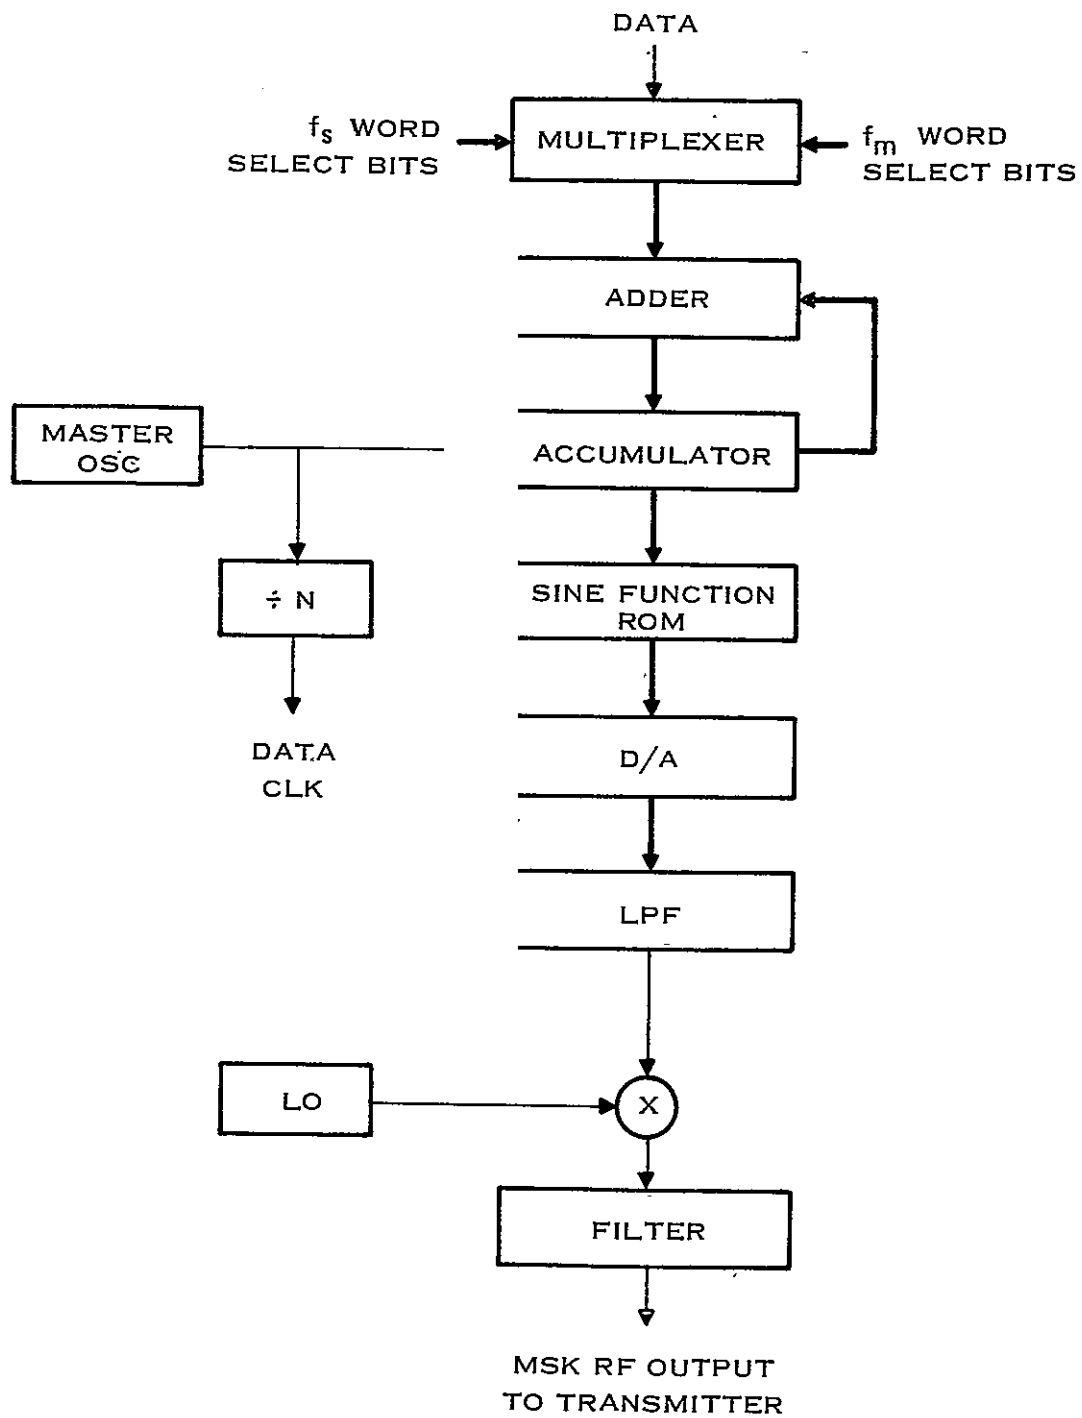 DATA
fs WORD
SELECT BITS
MULTIPLEXER
fm WORD
SELECT BITS
ADDER
MASTER
OSC
ACCUMULATOR
÷ N
SINE FUNCTION
ROM
DATA
CLK
D/A
LPF
LO
X
FILTER
MSK RF OUTPUT
TO TRANSMITTER